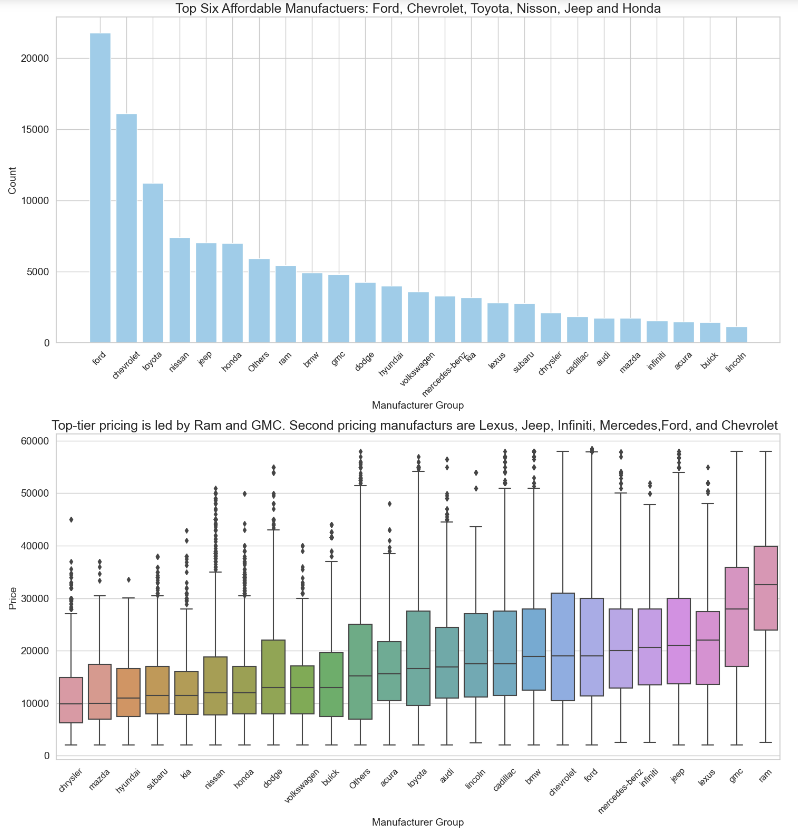 Top Six Affordable Manufactuers: Ford, Chevrolet, Toyota, Nisson, Jeep and Honda
20000
15000
10000
5000
0
Count
ford chevrolet toyota nissan jeep honda Others ram bmw gmc dodge hyundai volkswagen mercedes-benz kia lexus subaru chrysler cadillac audi mazda infiniti acura buick lincoln
Manufacturer Group
Top-tier pricing is led by Ram and GMC. Second pricing manufacturs are Lexus, Jeep, Infiniti, Mercedes,Ford, and Chevrolet
60000
50000
40000
30000
20000
10000
0
Price
chrysler mazda hyundai subaru kia nissan honda dodge volkswagen buick Others acura toyota audi lincoln cadillac bmw chevrolet ford mercedes-benz infiniti jeep lexus gmc ram
Manufacturer Group